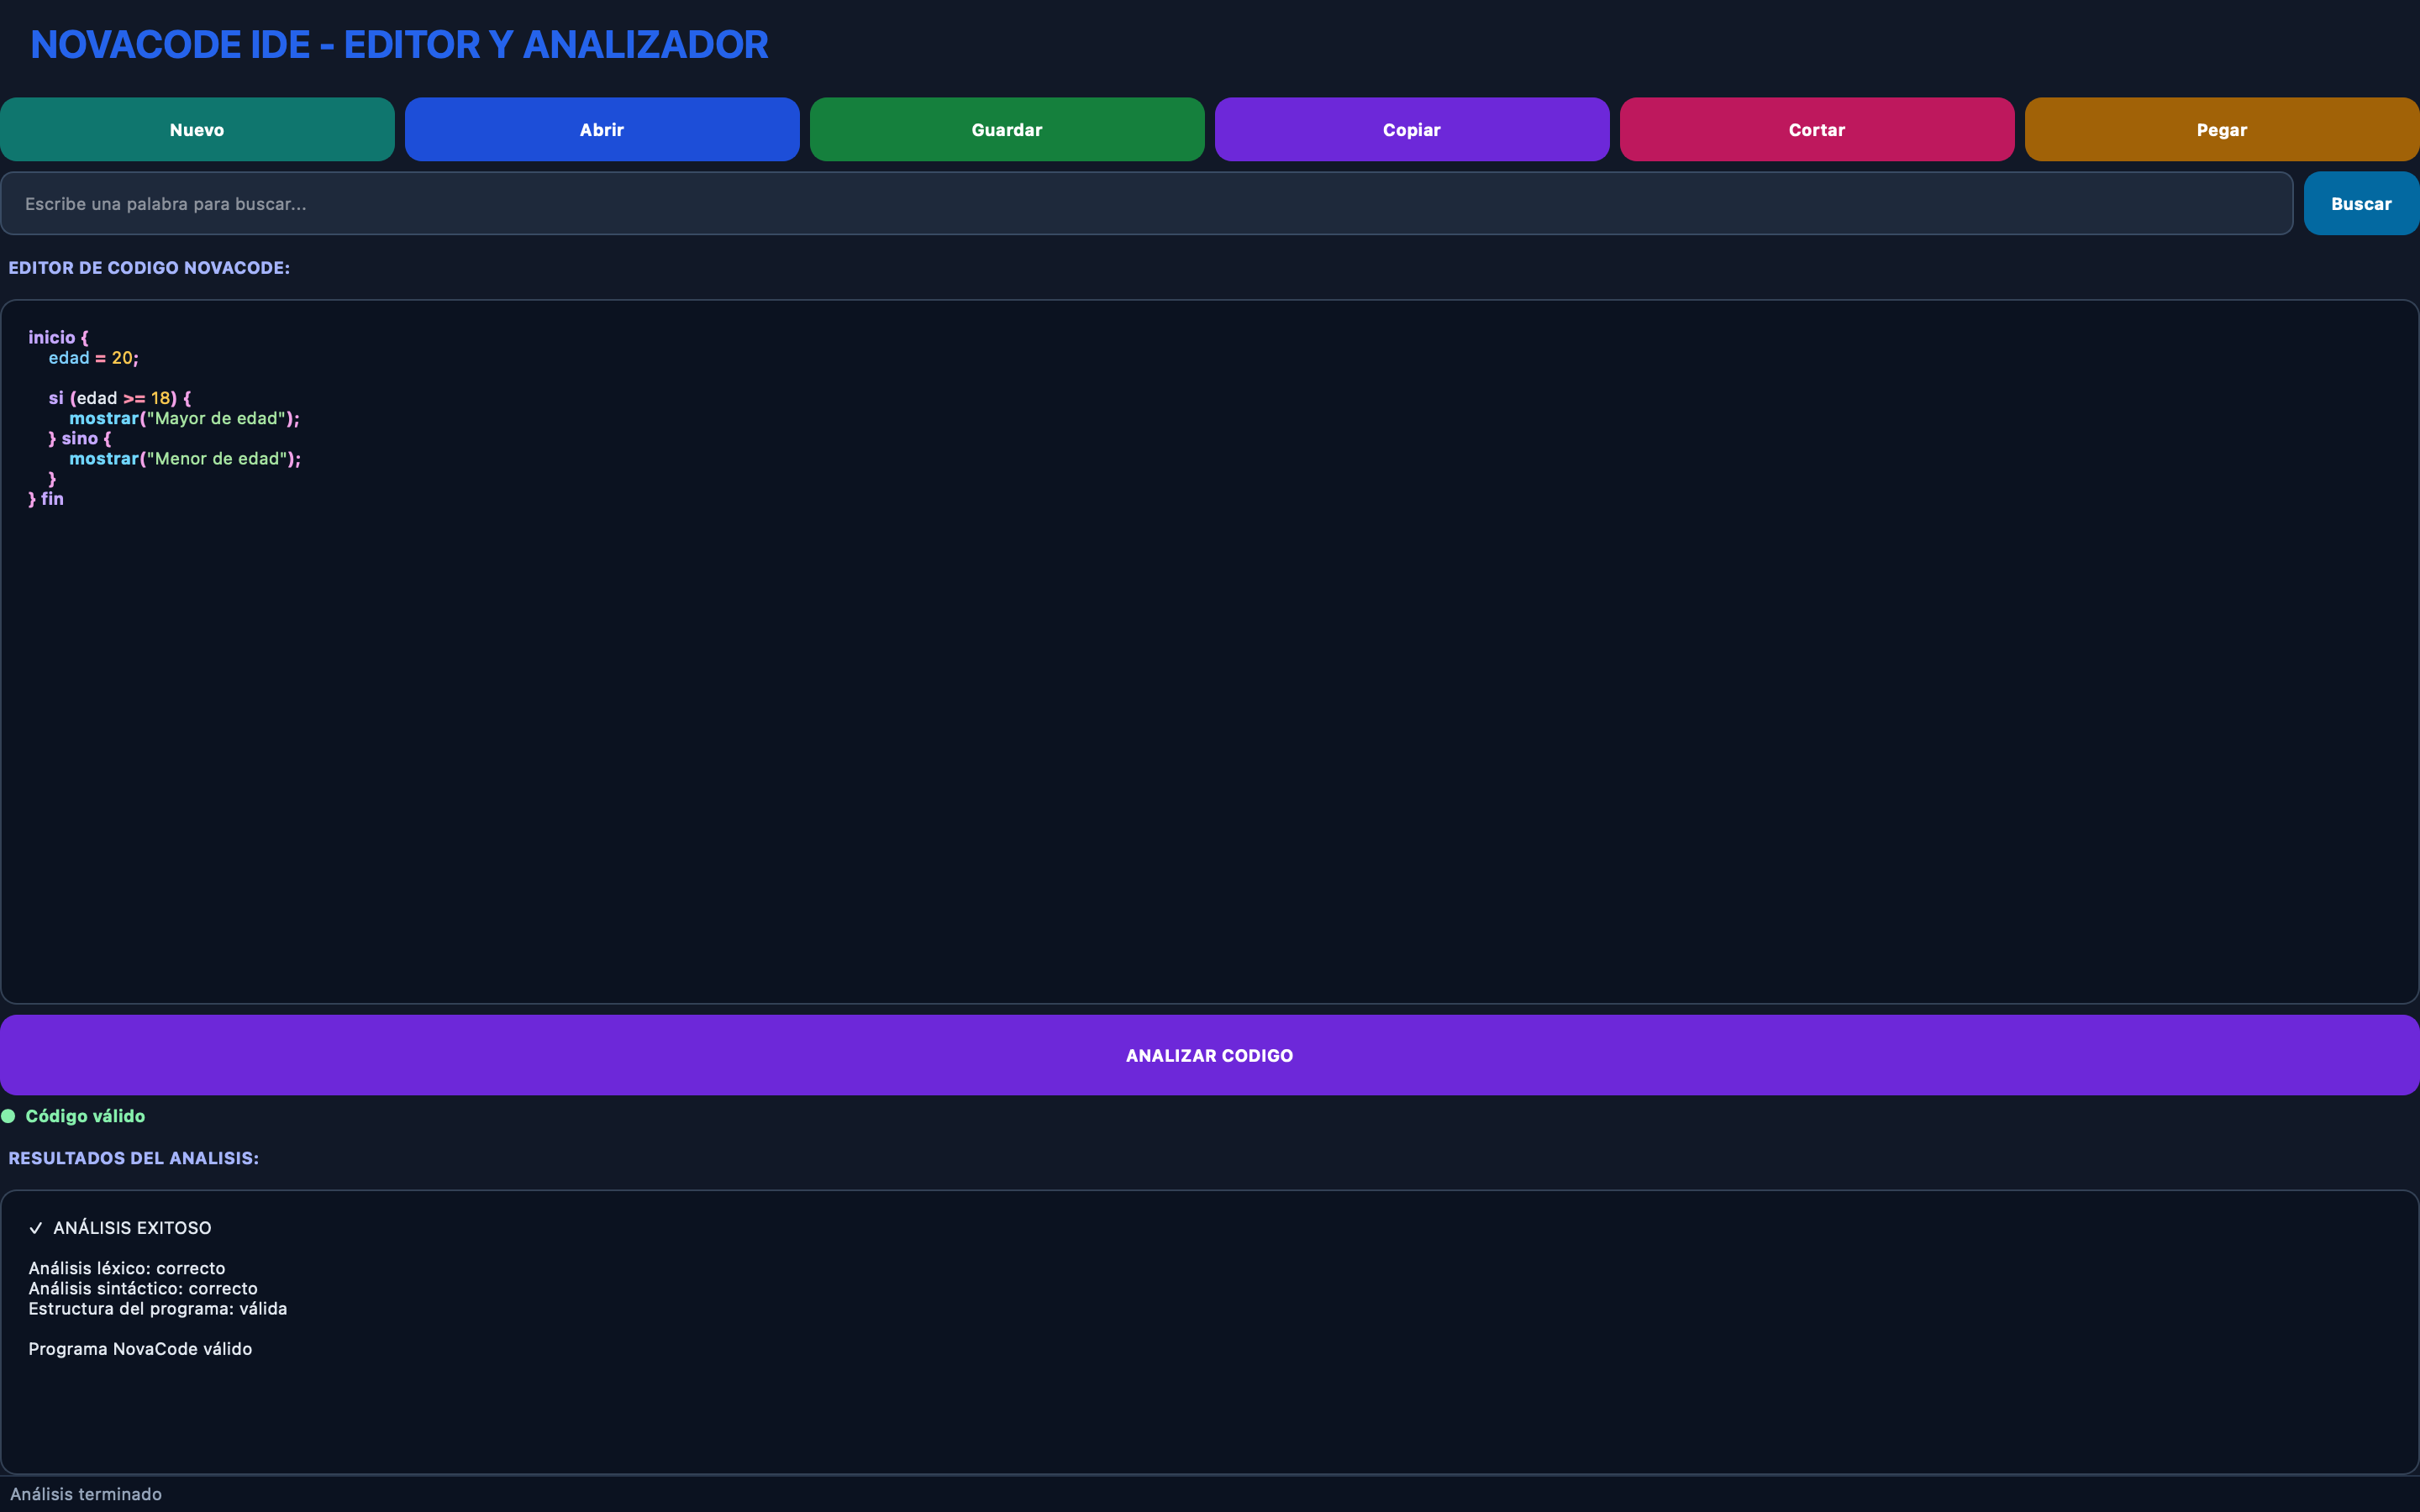 NOVACODE IDE - EDITOR Y ANALIZADOR
Nuevo
Abrir
Guardar
Copiar
Cortar
Pegar
Escribe una palabra para buscar...
Buscar
EDITOR DE CODIGO NOVACODE:
inicio {
    edad = 20;
    si (edad >= 18) {
        mostrar("Mayor de edad");
    } sino {
        mostrar("Menor de edad");
    }
} fin
ANALIZAR CODIGO
● Código válido
RESULTADOS DEL ANALISIS:
✓ ANÁLISIS EXITOSO
Análisis léxico: correcto
Análisis sintáctico: correcto
Estructura del programa: válida
Programa NovaCode válido
Análisis terminado